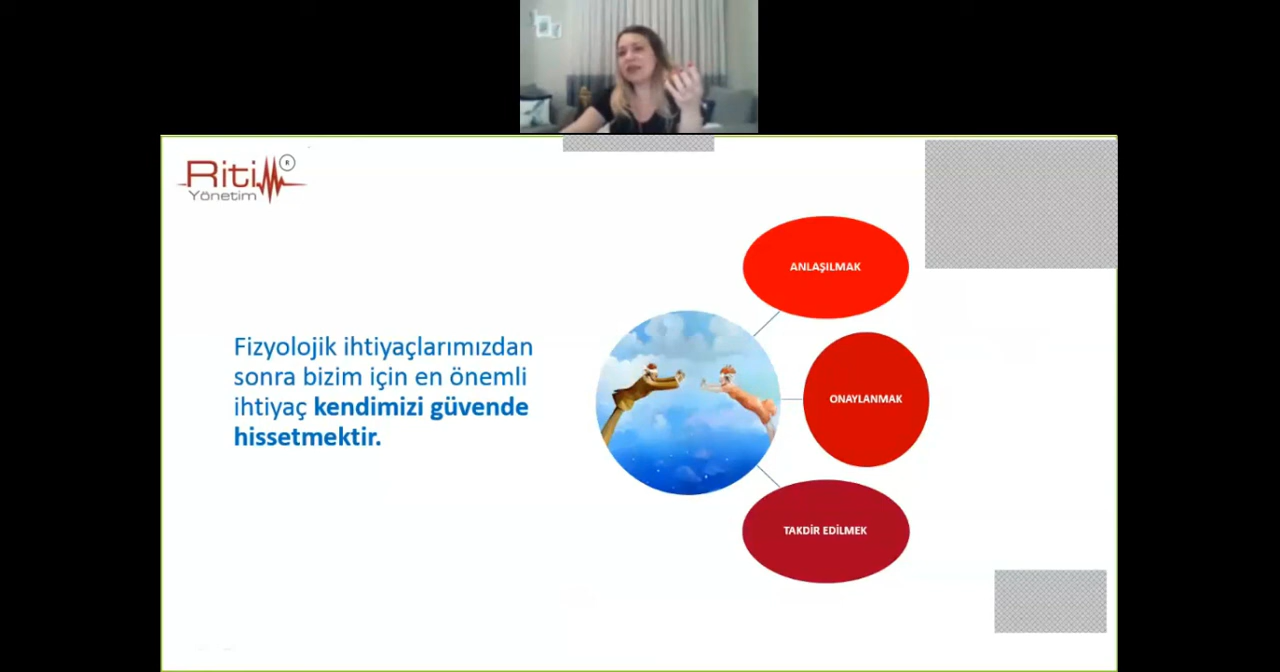 Ritim
R
Yönetim
ANLAŞILMAK
Fizyolojik ihtiyaçlarımızdan
sonra bizim için en önemli
ihtiyaç kendimizi güvende
hissetmektir.
ONAYLANMAK
TAKDİR EDİLMEK